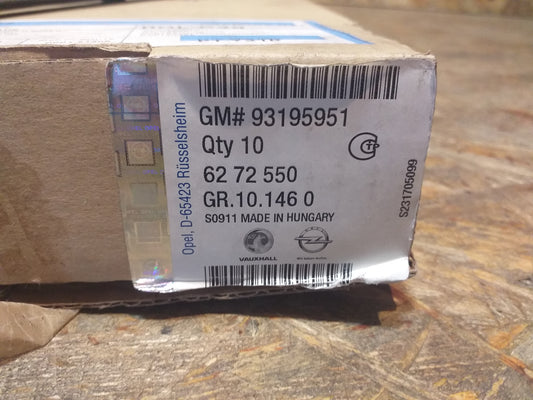 GM# 93195951
Qty 10
62 72 550
GR.10.146 0
S0911 MADE IN HUNGARY
VAUXHALL
Opel, D-65423 Rüsselsheim
S231705099